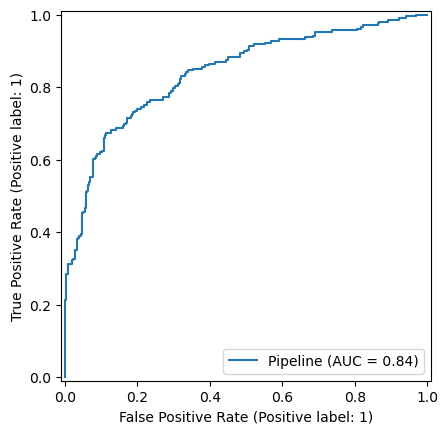 1.0
0.8
0.6
0.4
0.2
0.0
True Positive Rate (Positive label: 1)
Pipeline (AUC = 0.84)
0.0 0.2 0.4 0.6 0.8 1.0
False Positive Rate (Positive label: 1)